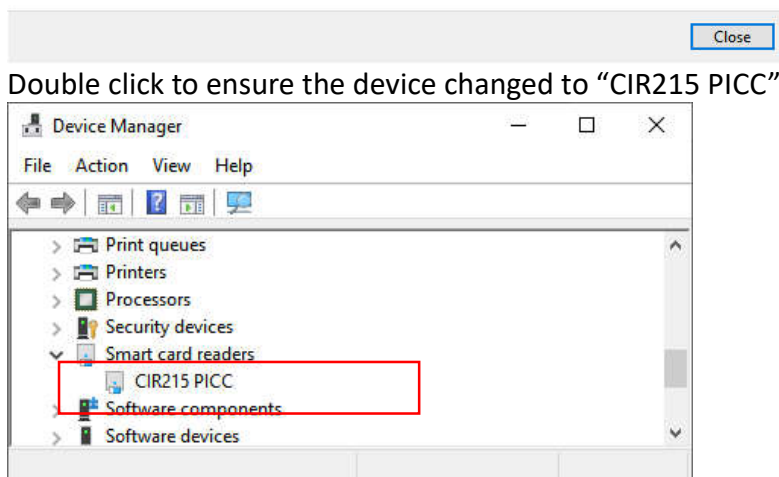 Close
Double click to ensure the device changed to “CIR215 PICC”
Device Manager
File Action View Help
Print queues
Printers
Processors
Security devices
Smart card readers
CIR215 PICC
Software components
Software devices